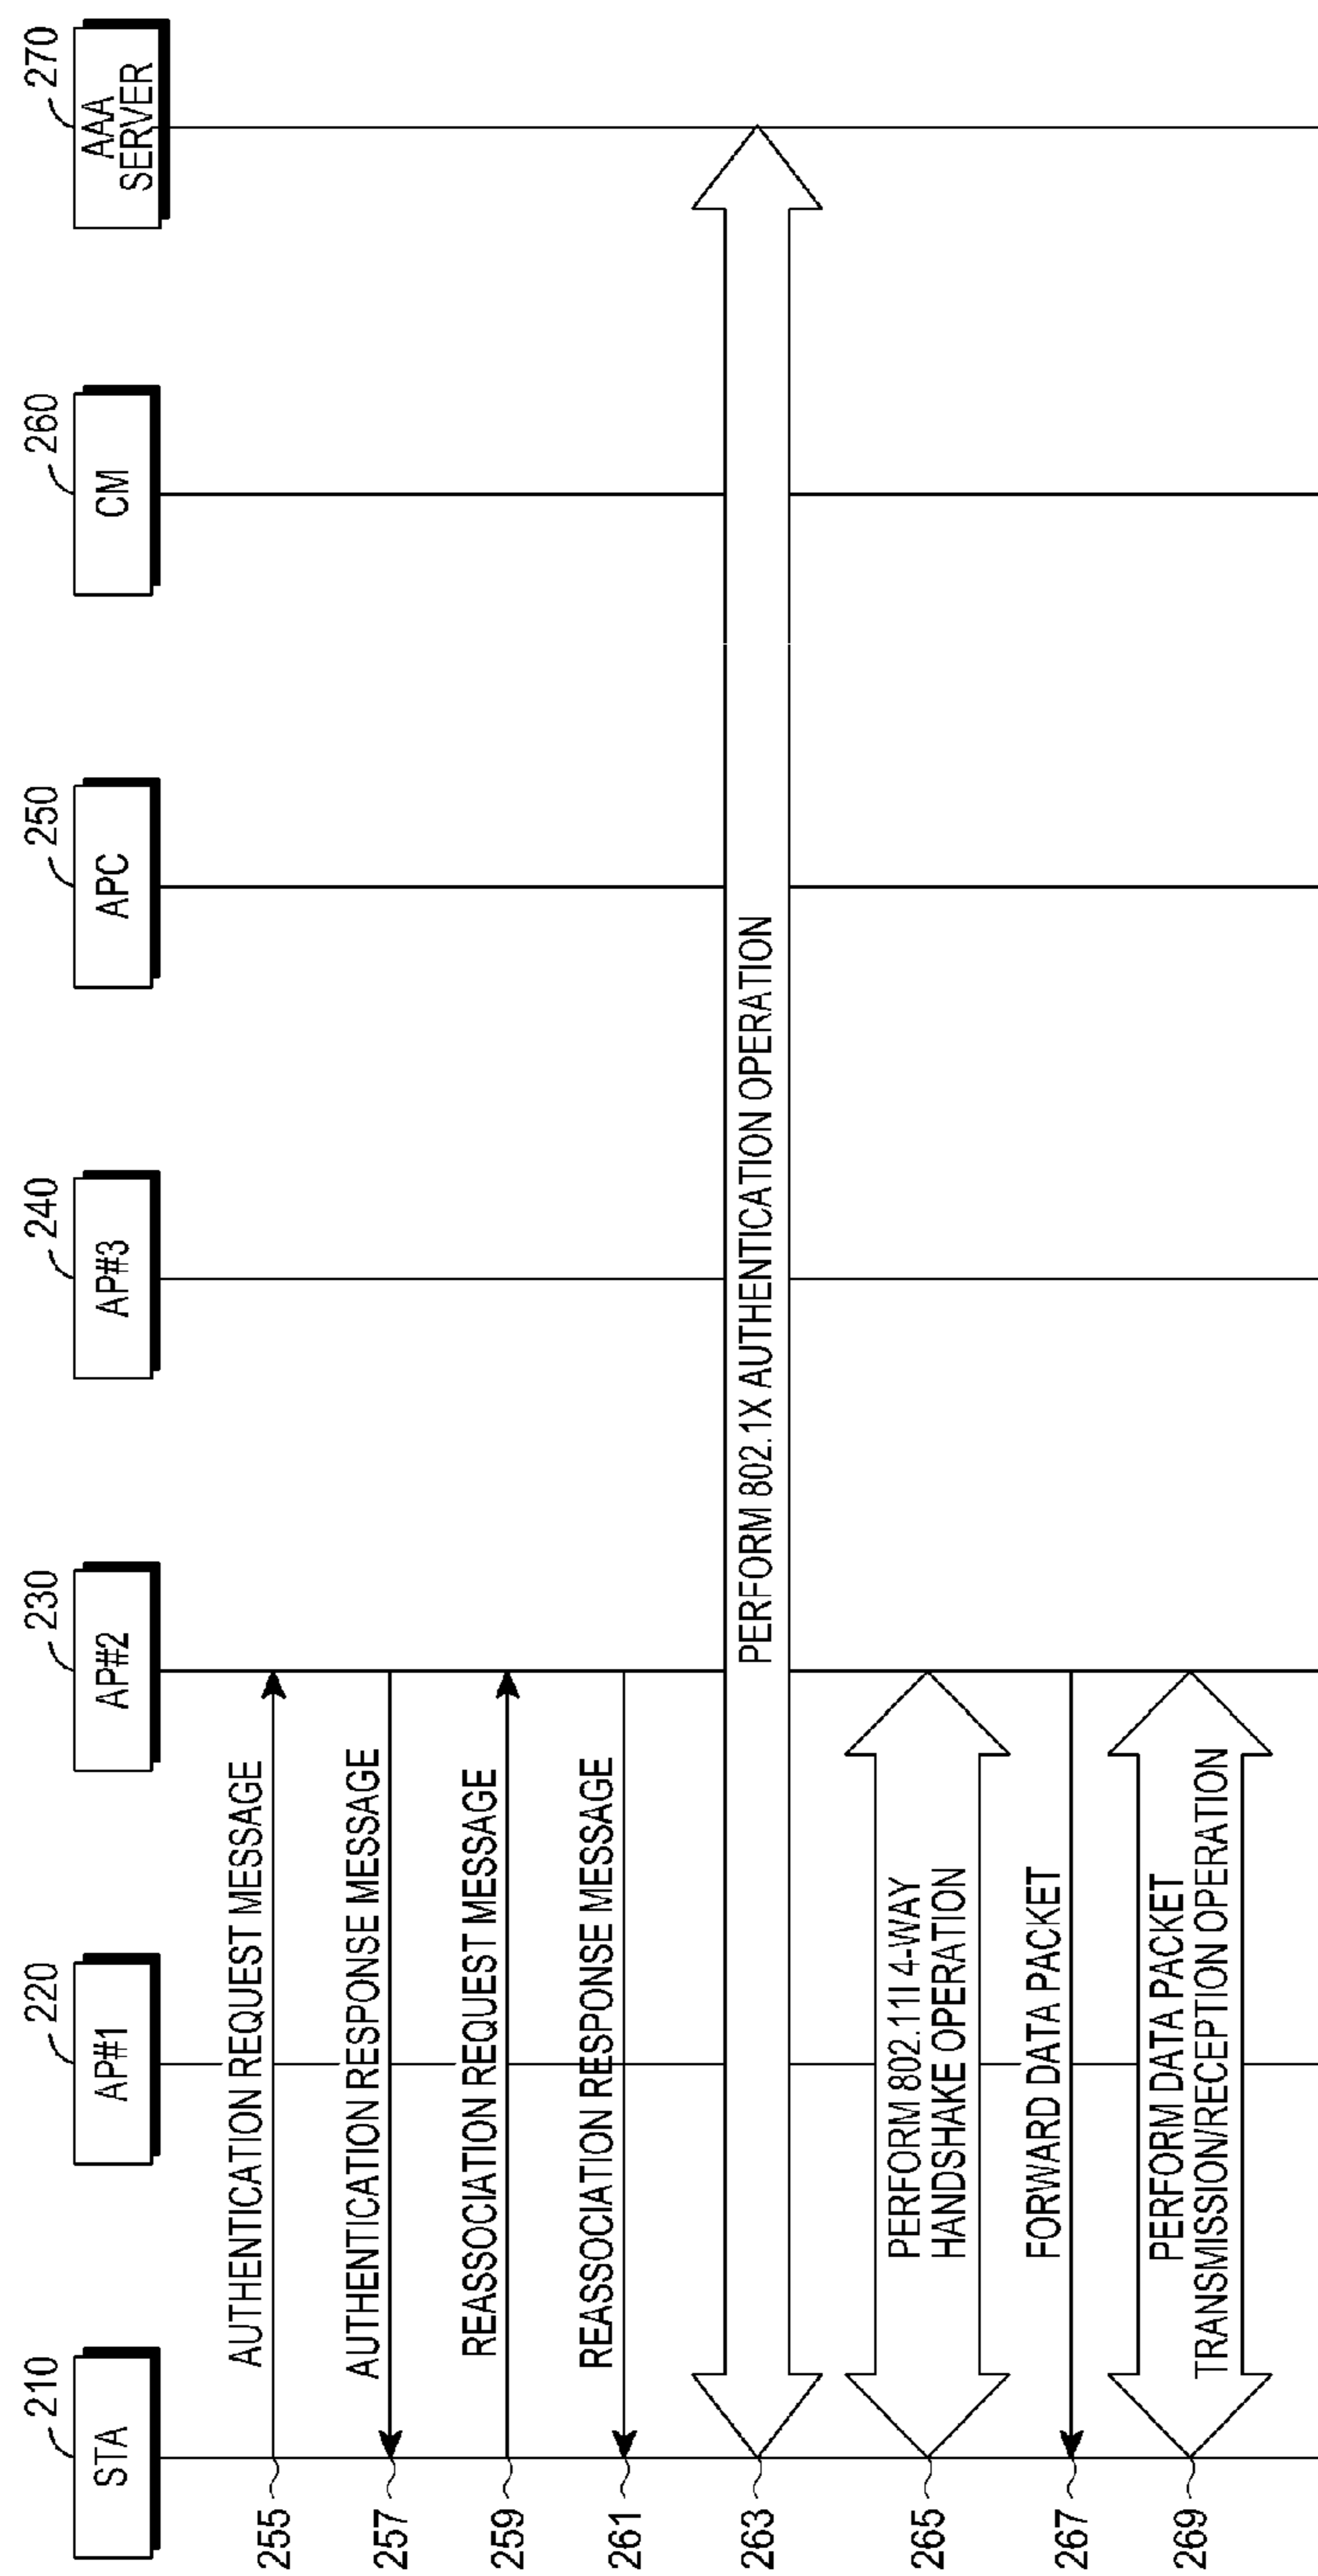 210
220
230
240
250
260
270
STA
AP#1
AP#2
AP#3
APC
CM
AAA
SERVER
255
AUTHENTICATION REQUEST MESSAGE
257
AUTHENTICATION RESPONSE MESSAGE
259
REASSOCIATION REQUEST MESSAGE
261
REASSOCIATION RESPONSE MESSAGE
263
PERFORM 802.1X AUTHENTICATION OPERATION
265
PERFORM 802.11I 4-WAY
HANDSHAKE OPERATION
267
FORWARD DATA PACKET
269
PERFORM DATA PACKET
TRANSMISSION/RECEPTION OPERATION